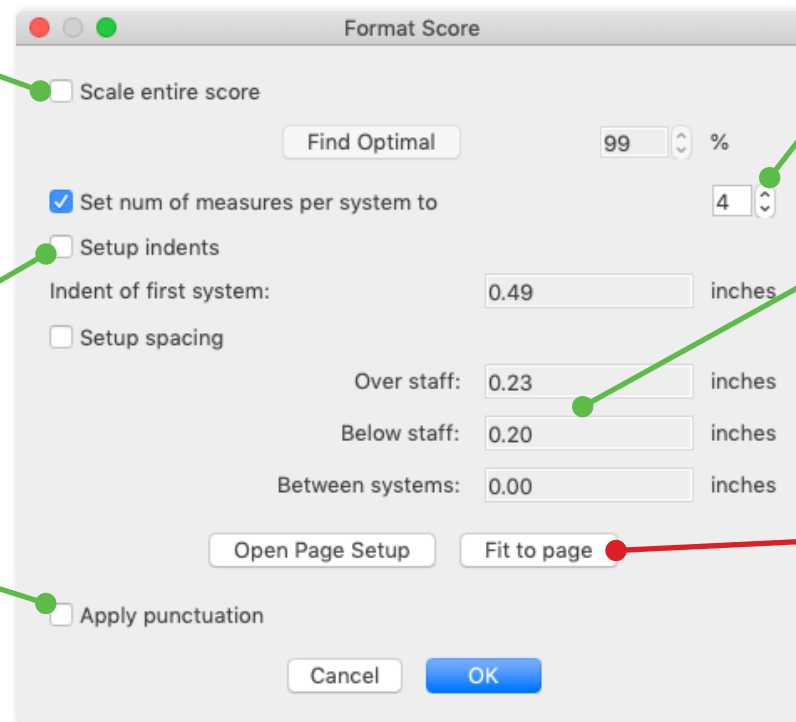 Format Score
Scale entire score
Find Optimal 99 %
Set num of measures per system to 4
Setup indents
Indent of first system: 0.49 inches
Setup spacing
Over staff: 0.23 inches
Below staff: 0.20 inches
Between systems: 0.00 inches
Open Page Setup Fit to page
Apply punctuation
Cancel OK